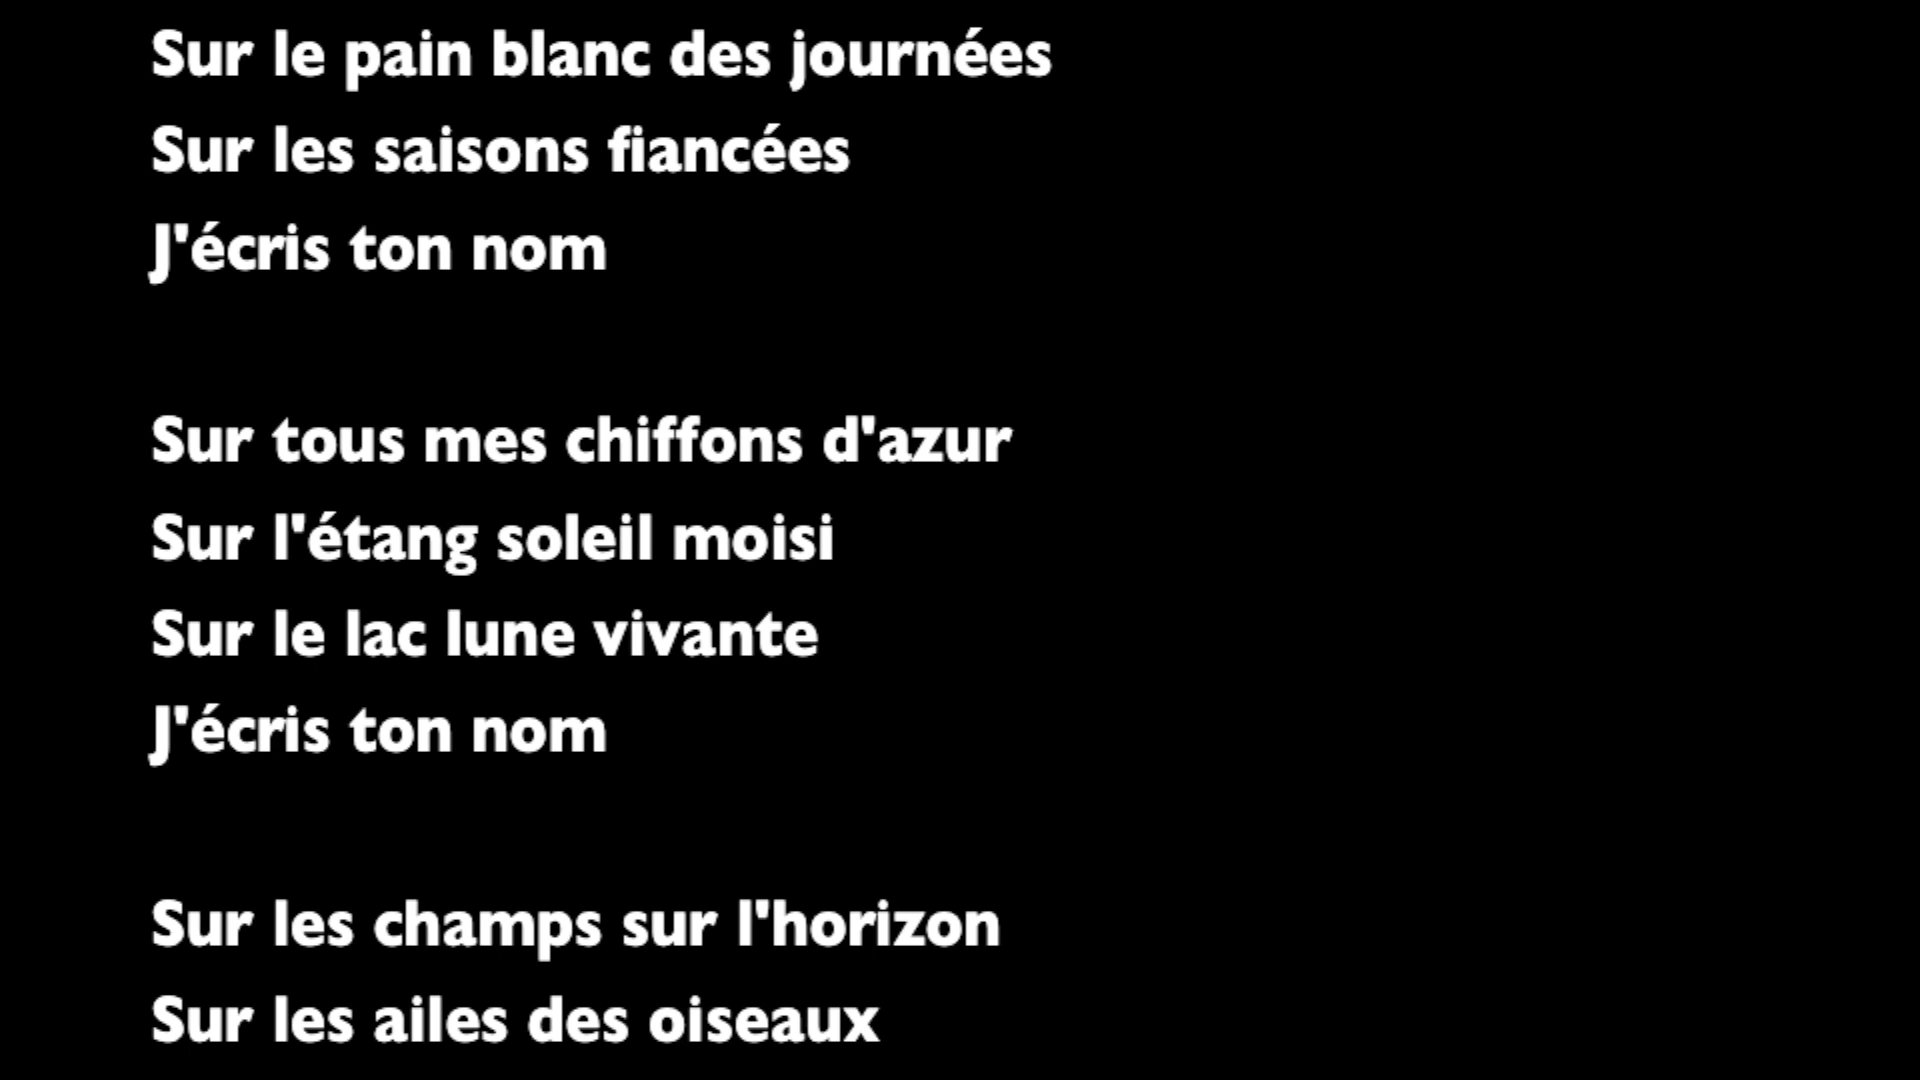 Sur le pain blanc des journées
Sur les saisons fiancées
J'écris ton nom
Sur tous mes chiffons d'azur
Sur l'étang soleil moisi
Sur le lac lune vivante
J'écris ton nom
Sur les champs sur l'horizon
Sur les ailes des oiseaux